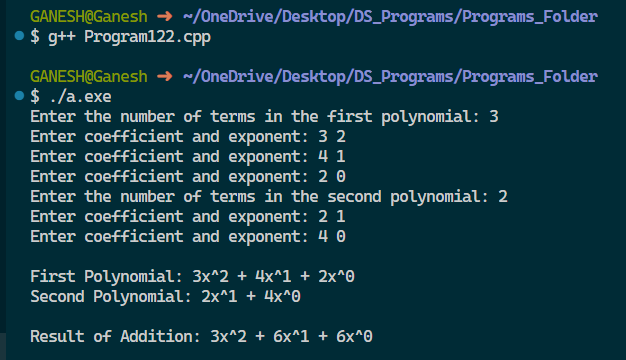 GANESH@Ganesh ➜ ~/OneDrive/Desktop/DS_Programs/Programs_Folder
$ g++ Program122.cpp
GANESH@Ganesh ➜ ~/OneDrive/Desktop/DS_Programs/Programs_Folder
$ ./a.exe
Enter the number of terms in the first polynomial: 3
Enter coefficient and exponent: 3 2
Enter coefficient and exponent: 4 1
Enter coefficient and exponent: 2 0
Enter the number of terms in the second polynomial: 2
Enter coefficient and exponent: 2 1
Enter coefficient and exponent: 4 0
First Polynomial: 3x^2 + 4x^1 + 2x^0
Second Polynomial: 2x^1 + 4x^0
Result of Addition: 3x^2 + 6x^1 + 6x^0